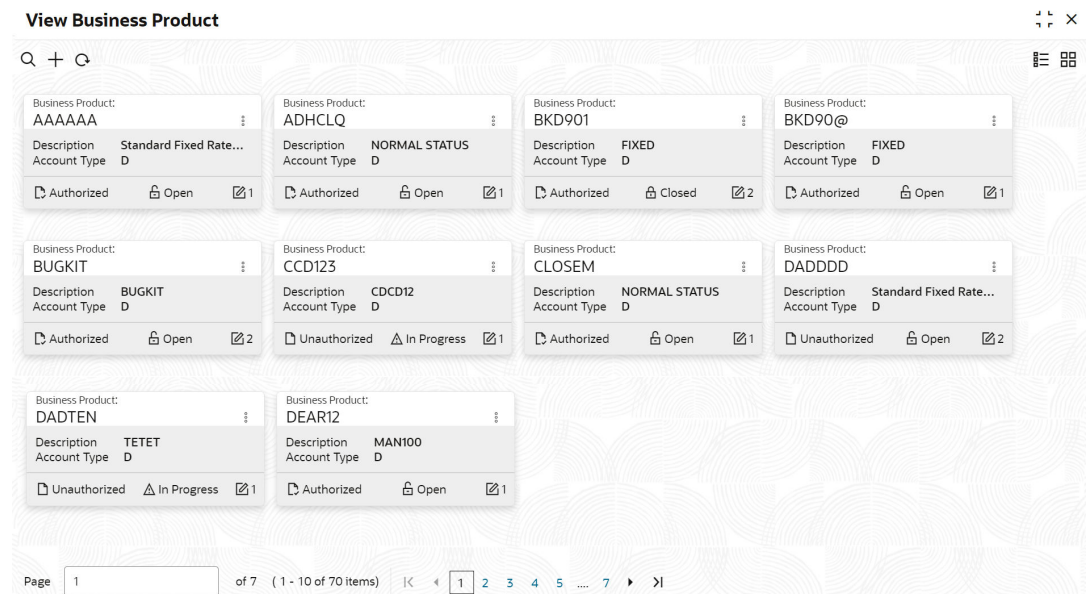 View Business Product
Business Product: Business Product: Business Product: Business Product:
AAAAAA ADHCLQ BKD901 BKD90@
Description Standard Fixed Rate... Description NORMAL STATUS Description FIXED Description FIXED
Account Type D Account Type D Account Type D Account Type D
Authorized Open 1 Authorized Open 1 Authorized Closed 2 Authorized Open 1
Business Product: Business Product: Business Product: Business Product:
BUGKIT CCD123 CLOSEM DADDDD
Description BUGKIT Description CDCD12 Description NORMAL STATUS Description Standard Fixed Rate...
Account Type D Account Type D Account Type D Account Type D
Authorized Open 2 Unauthorized In Progress 1 Authorized Open 1 Unauthorized Open 2
Business Product: Business Product:
DADTEN DEAR12
Description TETET Description MAN100
Account Type D Account Type D
Unauthorized In Progress 1 Authorized Open 1
Page 1 of 7 ( 1 - 10 of 70 items) 1 2 3 4 5 .... 7